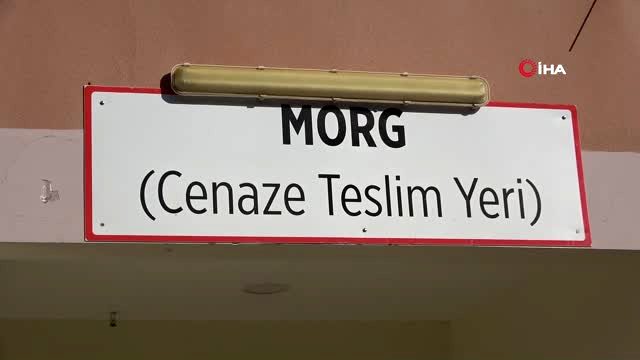 İHA
MORG
(Cenaze Teslim Yeri)